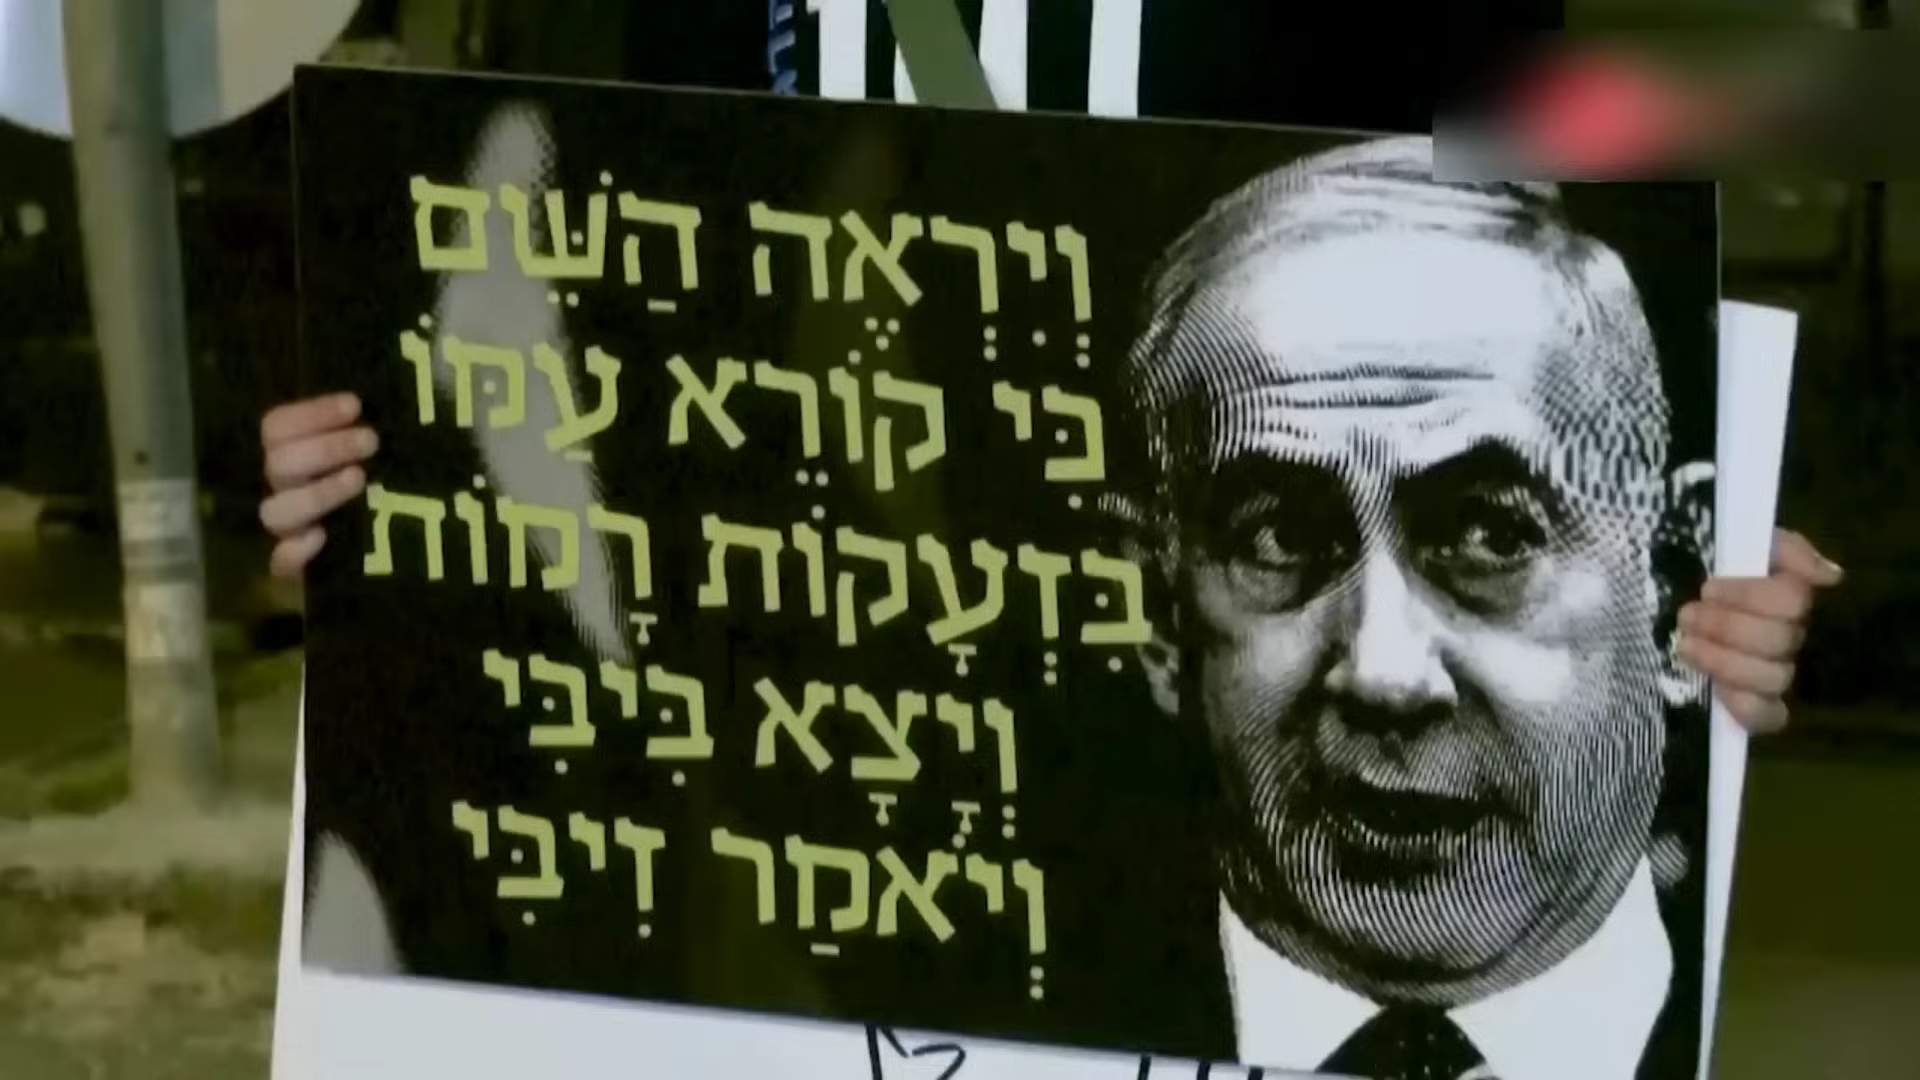 וְיִרְאֶה הַשֵּׁם
כִּי קוֹרֵא עַמּוֹ
בִּזְעָקוֹת רָמוֹת
וְיָצָא בִּיבִּי
וְיֹאמַר זִיבִּי